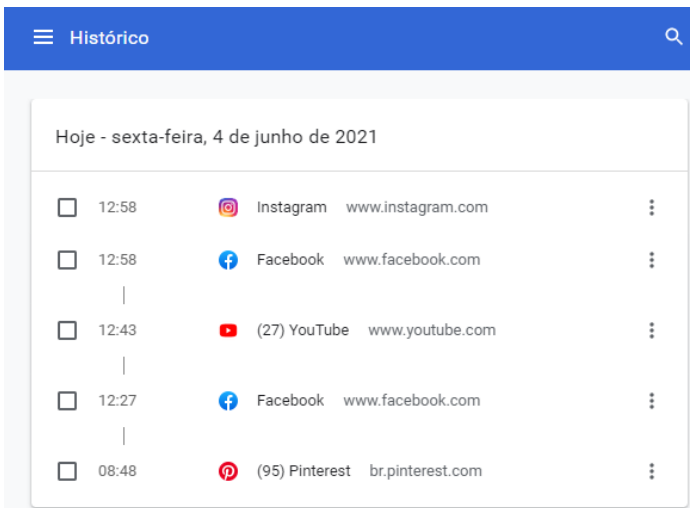 Histórico
Hoje - sexta-feira, 4 de junho de 2021
12:58 Instagram www.instagram.com
12:58 Facebook www.facebook.com
12:43 (27) YouTube www.youtube.com
12:27 Facebook www.facebook.com
08:48 (95) Pinterest br.pinterest.com